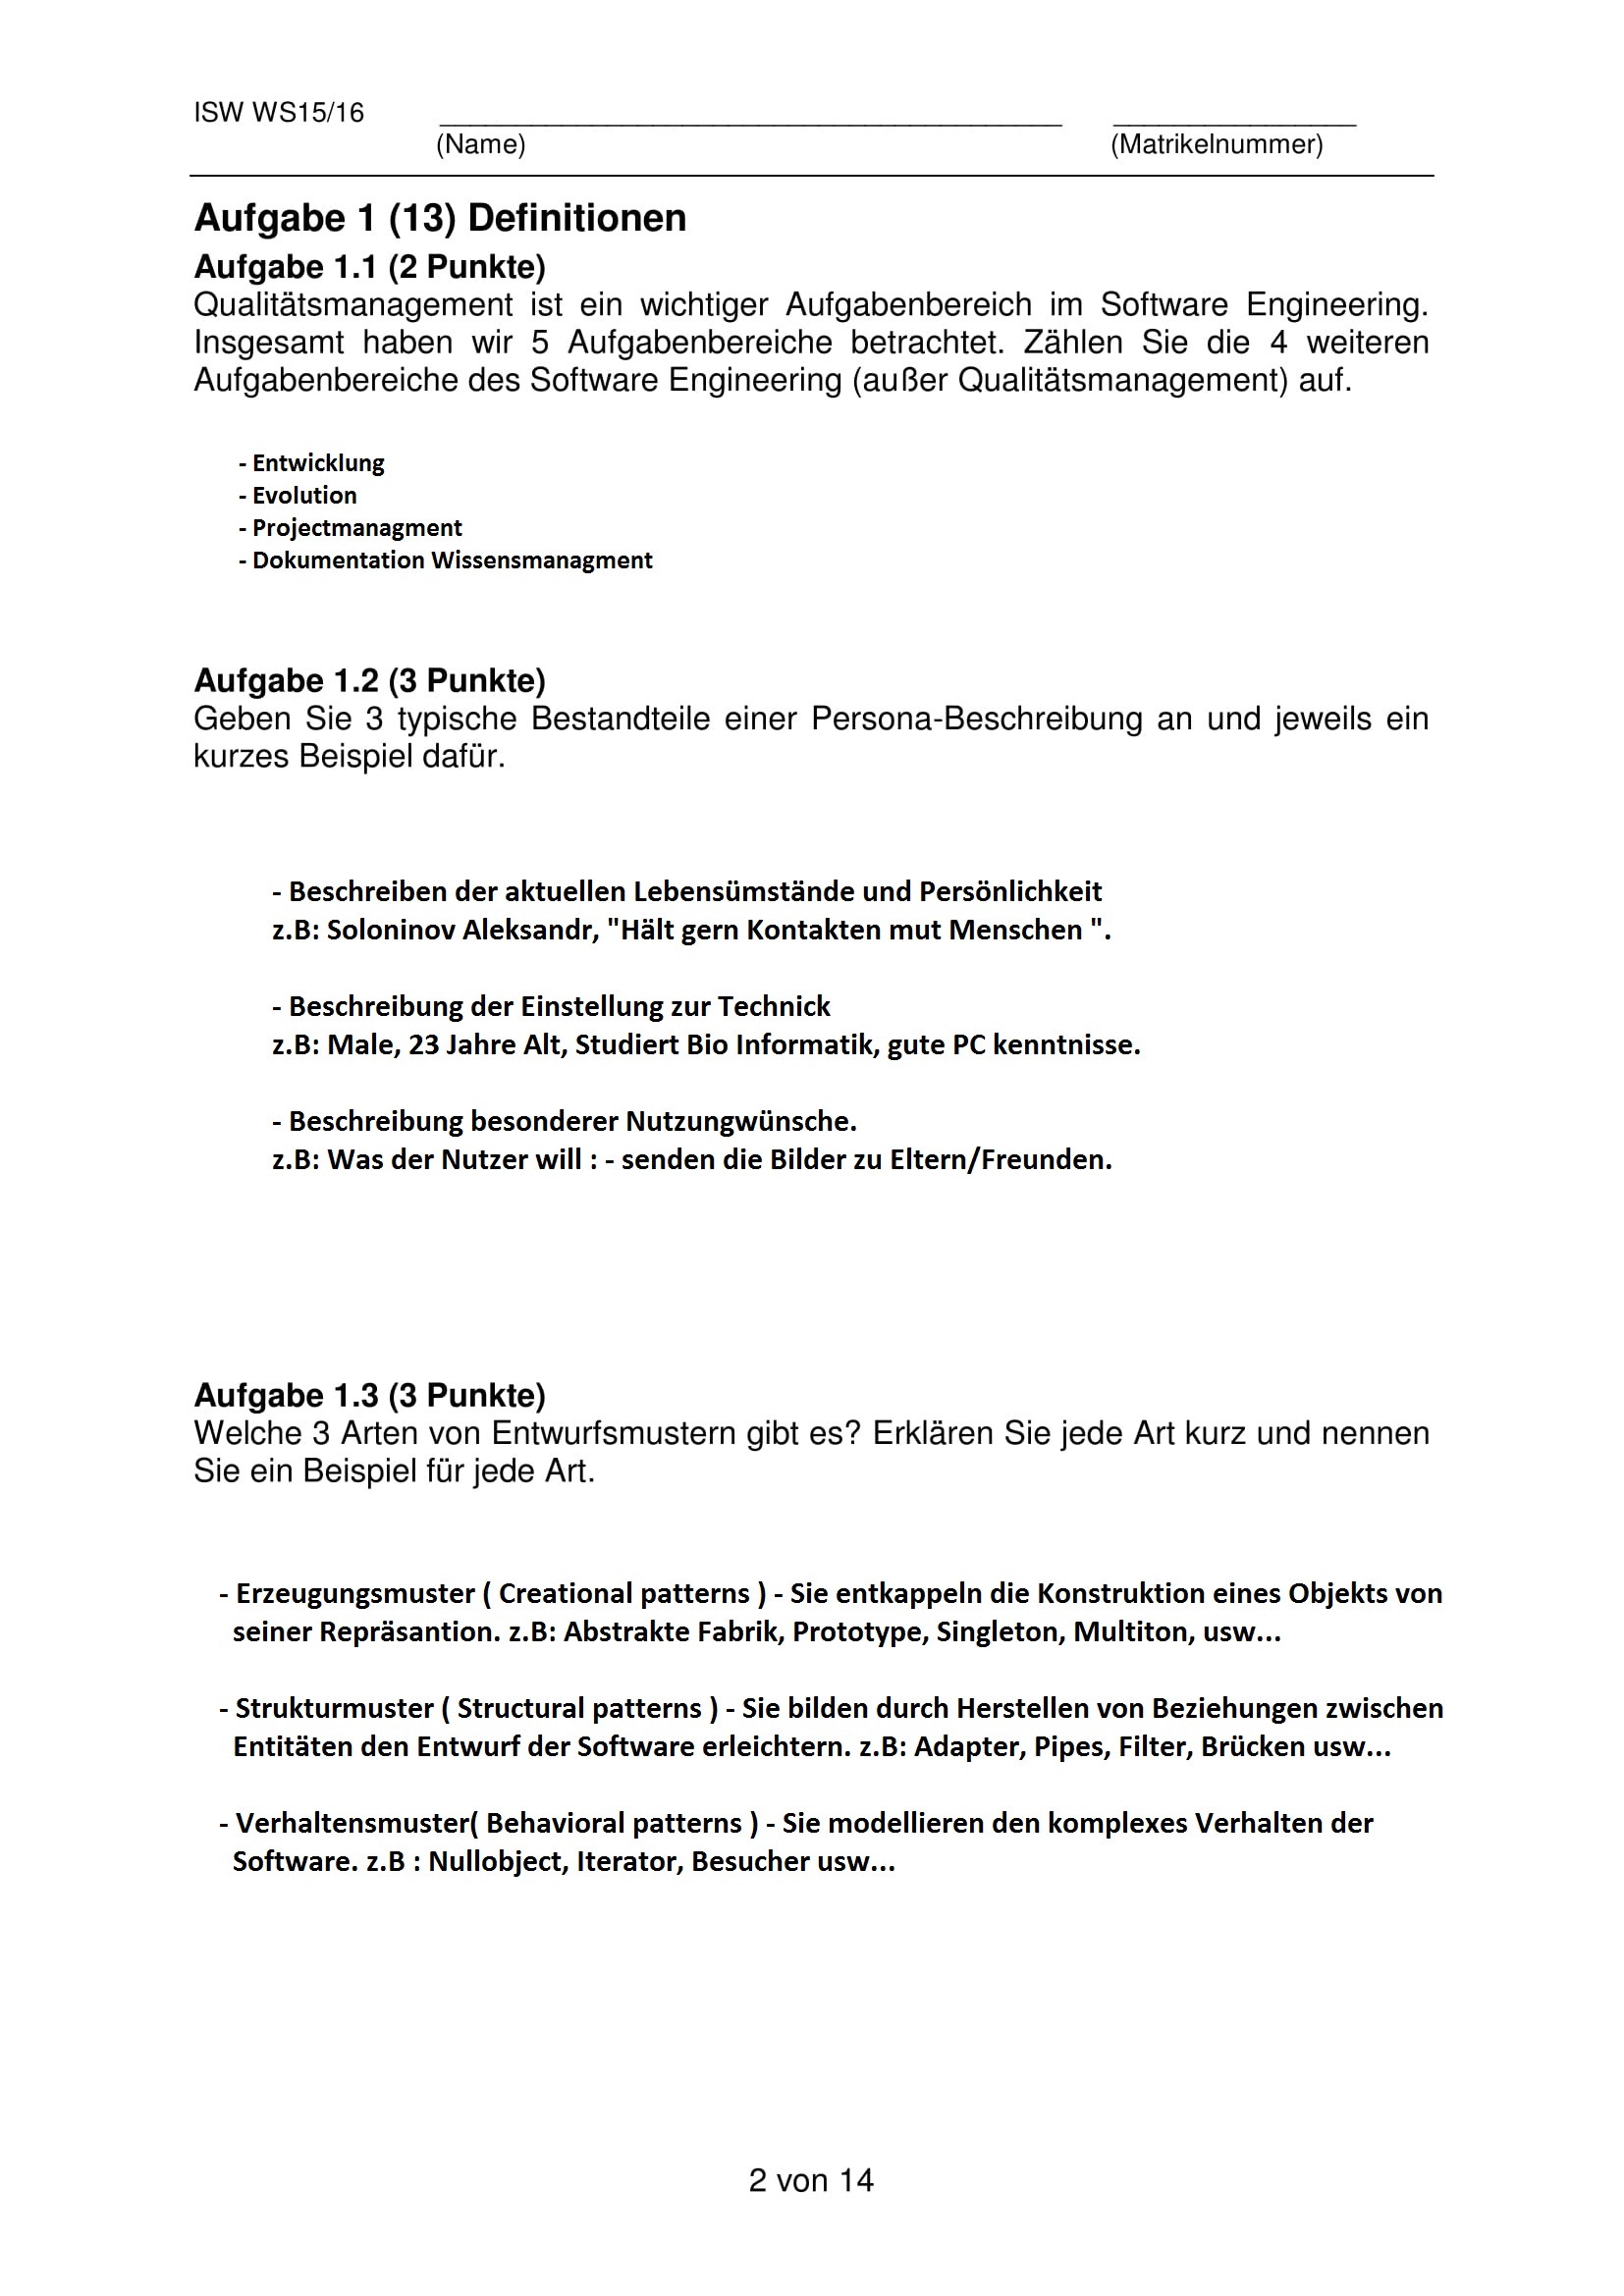 ISW WS15/16 ________________________________________ ________________
(Name) (Matrikelnummer)
Aufgabe 1 (13) Definitionen
Aufgabe 1.1 (2 Punkte)
Qualitätsmanagement ist ein wichtiger Aufgabenbereich im Software Engineering.
Insgesamt haben wir 5 Aufgabenbereiche betrachtet. Zählen Sie die 4 weiteren
Aufgabenbereiche des Software Engineering (außer Qualitätsmanagement) auf.
- Entwicklung
- Evolution
- Projectmanagment
- Dokumentation Wissensmanagment
Aufgabe 1.2 (3 Punkte)
Geben Sie 3 typische Bestandteile einer Persona-Beschreibung an und jeweils ein
kurzes Beispiel dafür.
- Beschreiben der aktuellen Lebensümstände und Persönlichkeit
z.B: Soloninov Aleksandr, "Hält gern Kontakten mut Menschen ".
- Beschreibung der Einstellung zur Technick
z.B: Male, 23 Jahre Alt, Studiert Bio Informatik, gute PC kenntnisse.
- Beschreibung besonderer Nutzungwünsche.
z.B: Was der Nutzer will : - senden die Bilder zu Eltern/Freunden.
Aufgabe 1.3 (3 Punkte)
Welche 3 Arten von Entwurfsmustern gibt es? Erklären Sie jede Art kurz und nennen
Sie ein Beispiel für jede Art.
- Erzeugungsmuster ( Creational patterns ) - Sie entkappeln die Konstruktion eines Objekts von
seiner Repräsantion. z.B: Abstrakte Fabrik, Prototype, Singleton, Multiton, usw...
- Strukturmuster ( Structural patterns ) - Sie bilden durch Herstellen von Beziehungen zwischen
Entitäten den Entwurf der Software erleichtern. z.B: Adapter, Pipes, Filter, Brücken usw...
- Verhaltensmuster( Behavioral patterns ) - Sie modellieren den komplexes Verhalten der
Software. z.B : Nullobject, Iterator, Besucher usw...
2 von 14